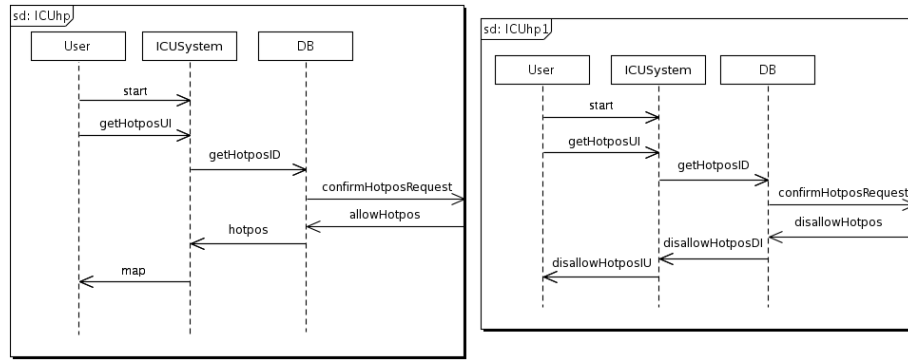 sd: ICUhp
User
ICUSystem
DB
start
getHotposUI
getHotposID
confirmHotposRequest
allowHotpos
hotpos
map
sd: ICUhp1
User
ICUSystem
DB
start
getHotposUI
getHotposID
confirmHotposRequest
disallowHotpos
disallowHotposDI
disallowHotposIU